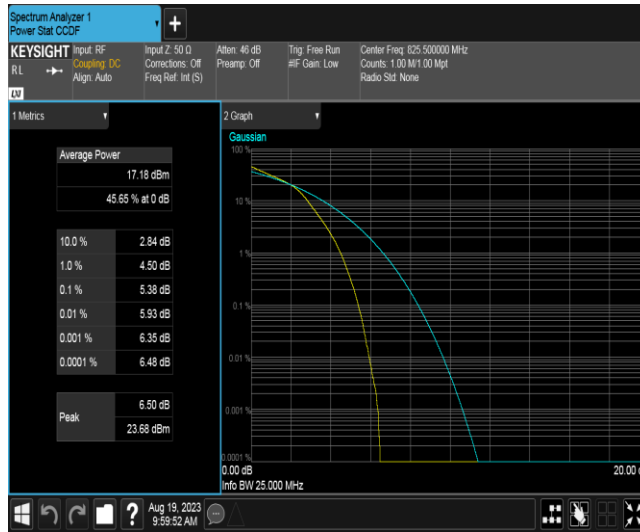 Spectrum Analyzer 1
Power Stat CCDF
+
KEYSIGHT
RL
LXI
Input: RF
Coupling: DC
Align: Auto
Input Z: 50 Ω
Corrections: Off
Freq Ref: Int (S)
Atten: 46 dB
Preamp: Off
Trig: Free Run
#IF Gain: Low
Center Freq: 825.500000 MHz
Counts: 1.00 M/1.00 Mpt
Radio Std: None
1 Metrics
Average Power
17.18 dBm
45.65 % at 0 dB
10.0 % 2.84 dB
1.0 % 4.50 dB
0.1 % 5.38 dB
0.01 % 5.93 dB
0.001 % 6.35 dB
0.0001 % 6.48 dB
Peak
6.50 dB
23.68 dBm
2 Graph
Gaussian
100 %
10 %
1 %
0.1 %
0.01 %
0.001 %
0.0001 %
0.00 dB
20.00
Info BW 25.000 MHz
?
Aug 19, 2023
9:59:52 AM